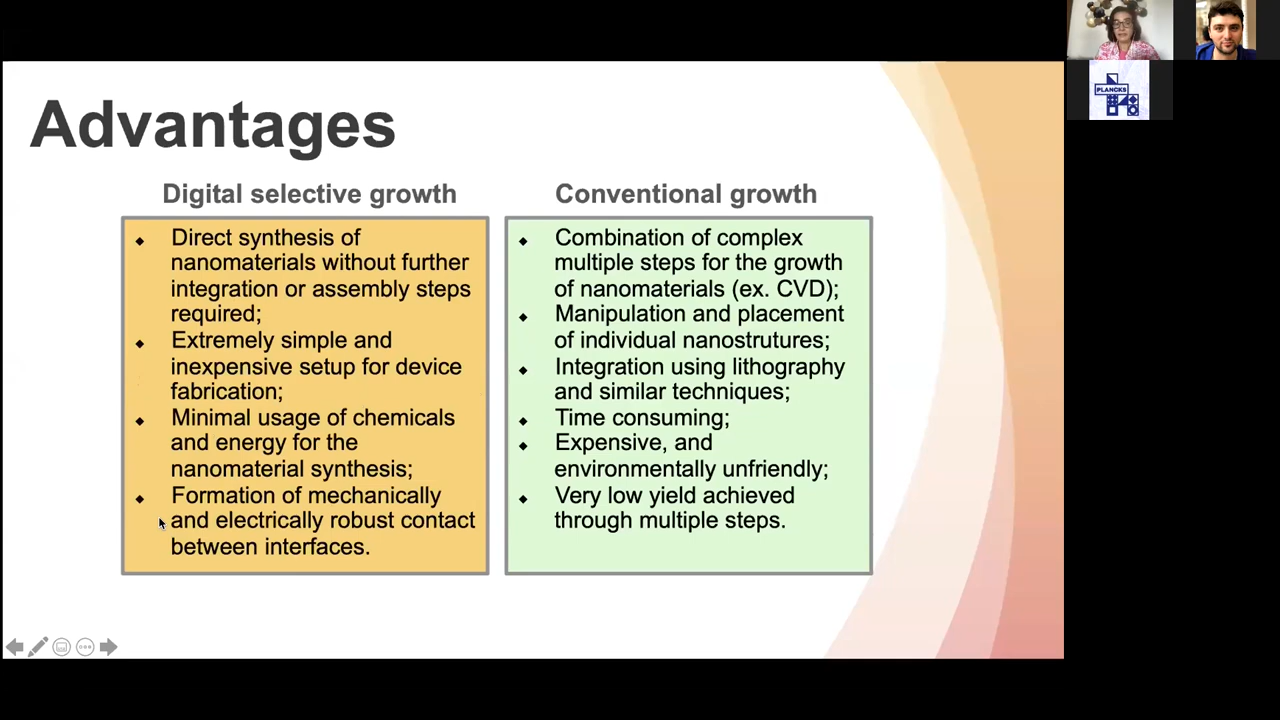 Advantages
Digital selective growth
Direct synthesis of
nanomaterials without further
integration or assembly steps
required;
Extremely simple and
inexpensive setup for device
fabrication;
Minimal usage of chemicals
and energy for the
nanomaterial synthesis;
Formation of mechanically
and electrically robust contact
between interfaces.
Conventional growth
Combination of complex
multiple steps for the growth
of nanomaterials (ex. CVD);
Manipulation and placement
of individual nanostrutures;
Integration using lithography
and similar techniques;
Time consuming;
Expensive, and
environmentally unfriendly;
Very low yield achieved
through multiple steps.
PLANCKS